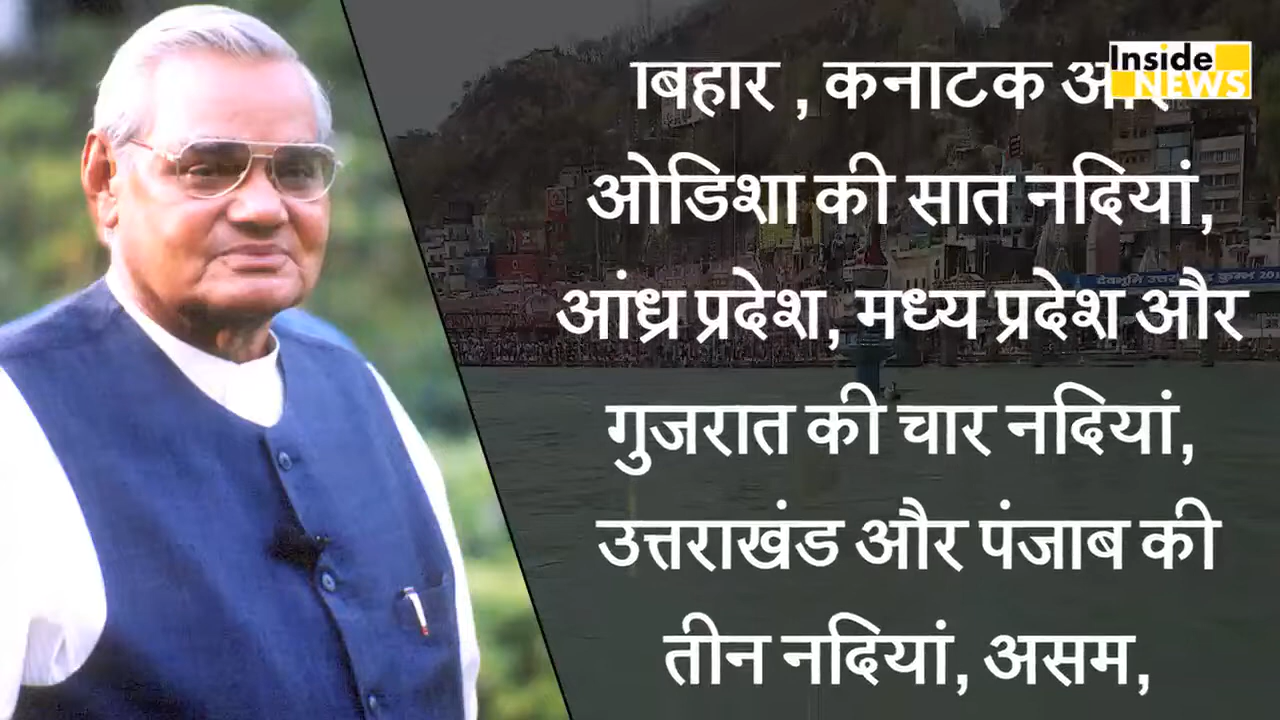 बिहार , कर्नाटक और
ओडिशा की सात नदियां,
आंध्र प्रदेश, मध्य प्रदेश और
गुजरात की चार नदियां,
उत्तराखंड और पंजाब की
तीन नदियां, असम,
Inside
NEWS